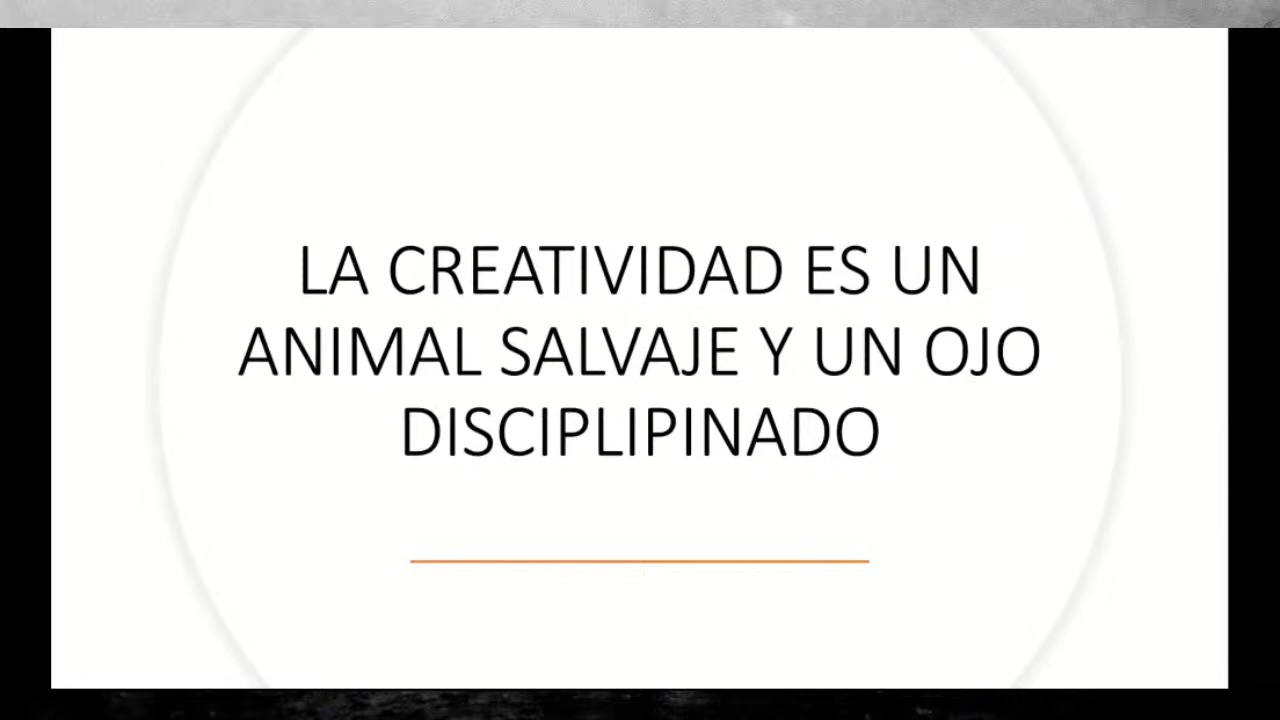 LA CREATIVIDAD ES UN
ANIMAL SALVAJE Y UN OJO
DISCIPLIPINADO